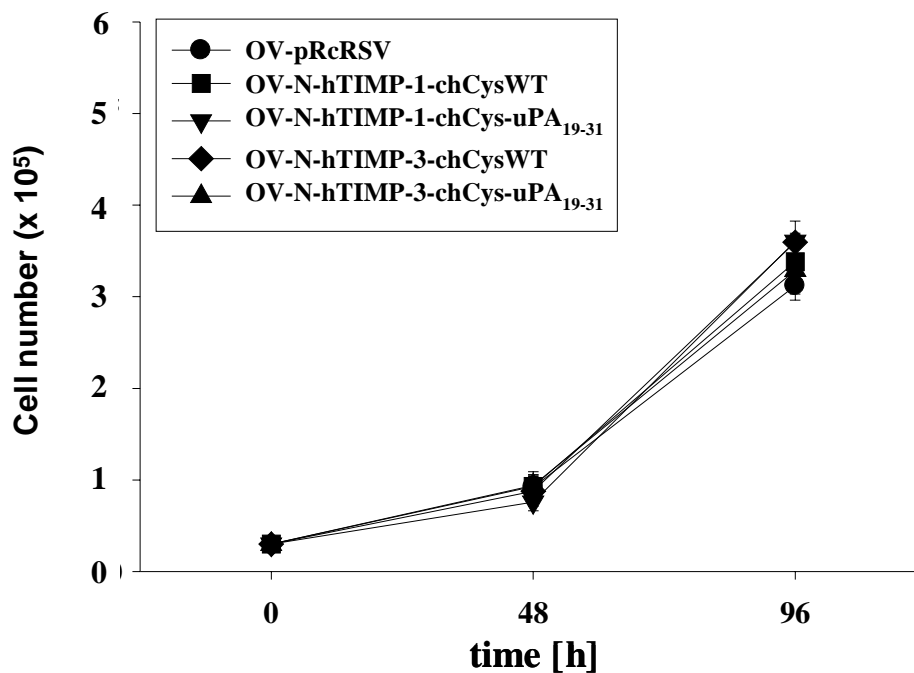 6
5
4
3
2
1
0
OV-pRcRSV
OV-N-hTIMP-1-chCysWT
OV-N-hTIMP-1-chCys-uPA19-31
OV-N-hTIMP-3-chCysWT
OV-N-hTIMP-3-chCys-uPA19-31
Cell number (x 10⁵)
0 48 96
time [h]